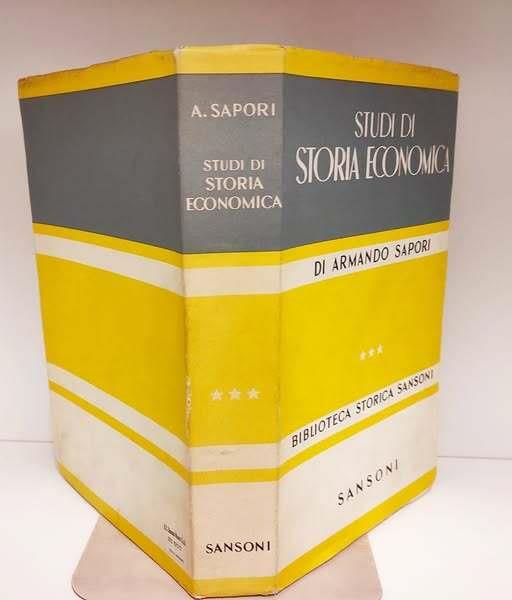 A. SAPORI
STUDI DI
STORIA
ECONOMICA
SANSONI
STUDI DI
STORIA ECONOMICA
DI ARMANDO SAPORI
BIBLIOTECA STORICA SANSONI
SANSONI